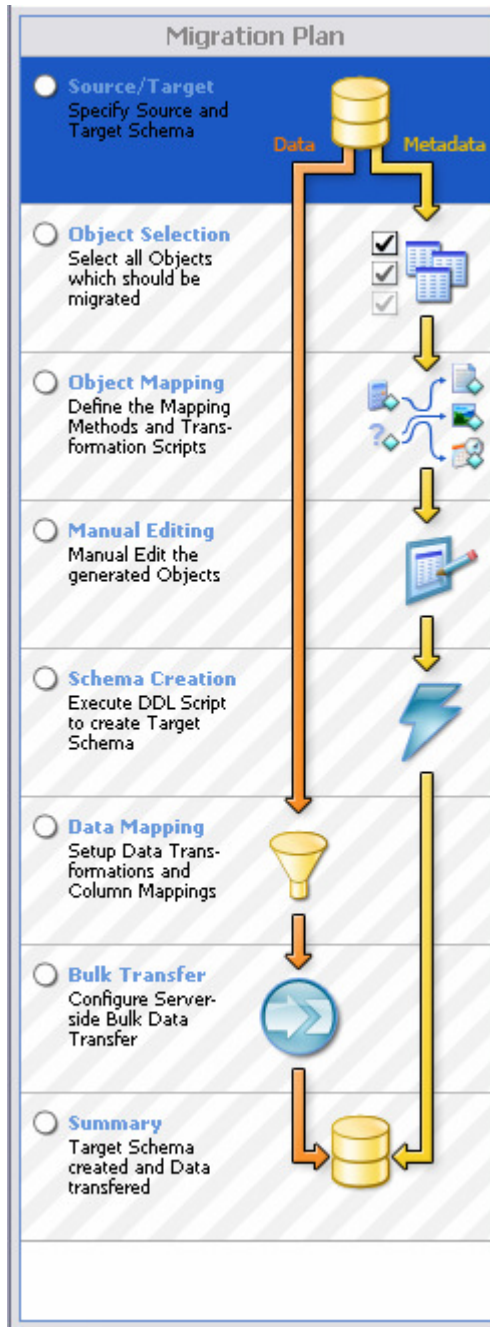 Migration Plan
Source/Target
Specify Source and
Target Schema
Data
Metadata
Object Selection
Select all Objects
which should be
migrated
Object Mapping
Define the Mapping
Methods and Trans-
formation Scripts
Manual Editing
Manual Edit the
generated Objects
Schema Creation
Execute DDL Script
to create Target
Schema
Data Mapping
Setup Data Trans-
formations and
Column Mappings
Bulk Transfer
Configure Server-
side Bulk Data
Transfer
Summary
Target Schema
created and Data
transfered